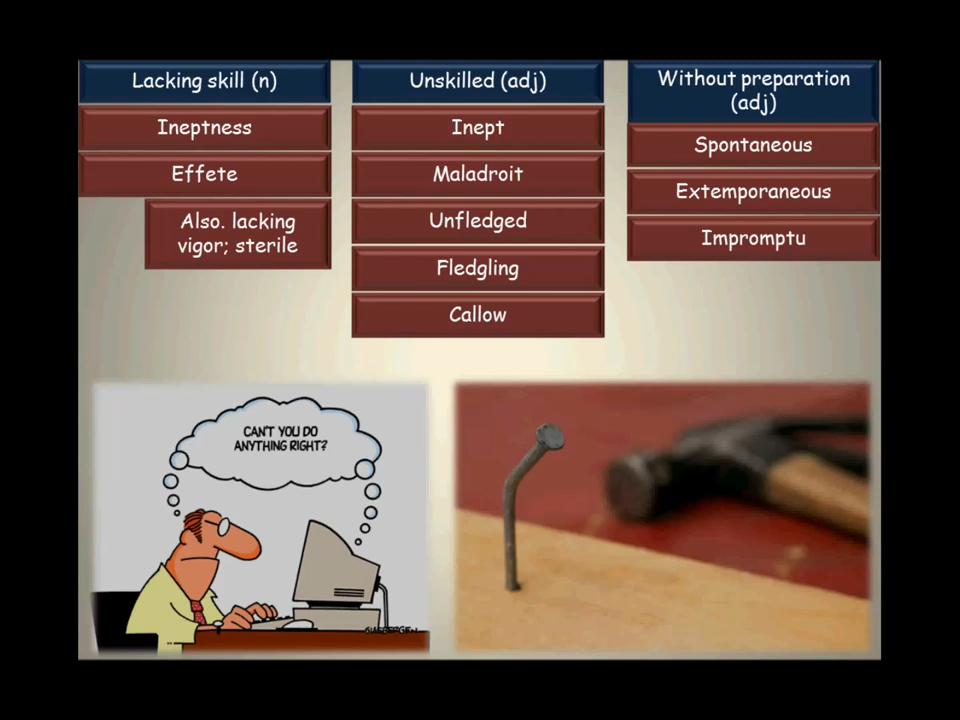 Lacking skill (n)
Ineptness
Effete
Also. lacking
vigor; sterile
Unskilled (adj)
Inept
Maladroit
Unfledged
Fledgling
Callow
Without preparation
(adj)
Spontaneous
Extemporaneous
Impromptu
CAN'T YOU DO
ANYTHING RIGHT?